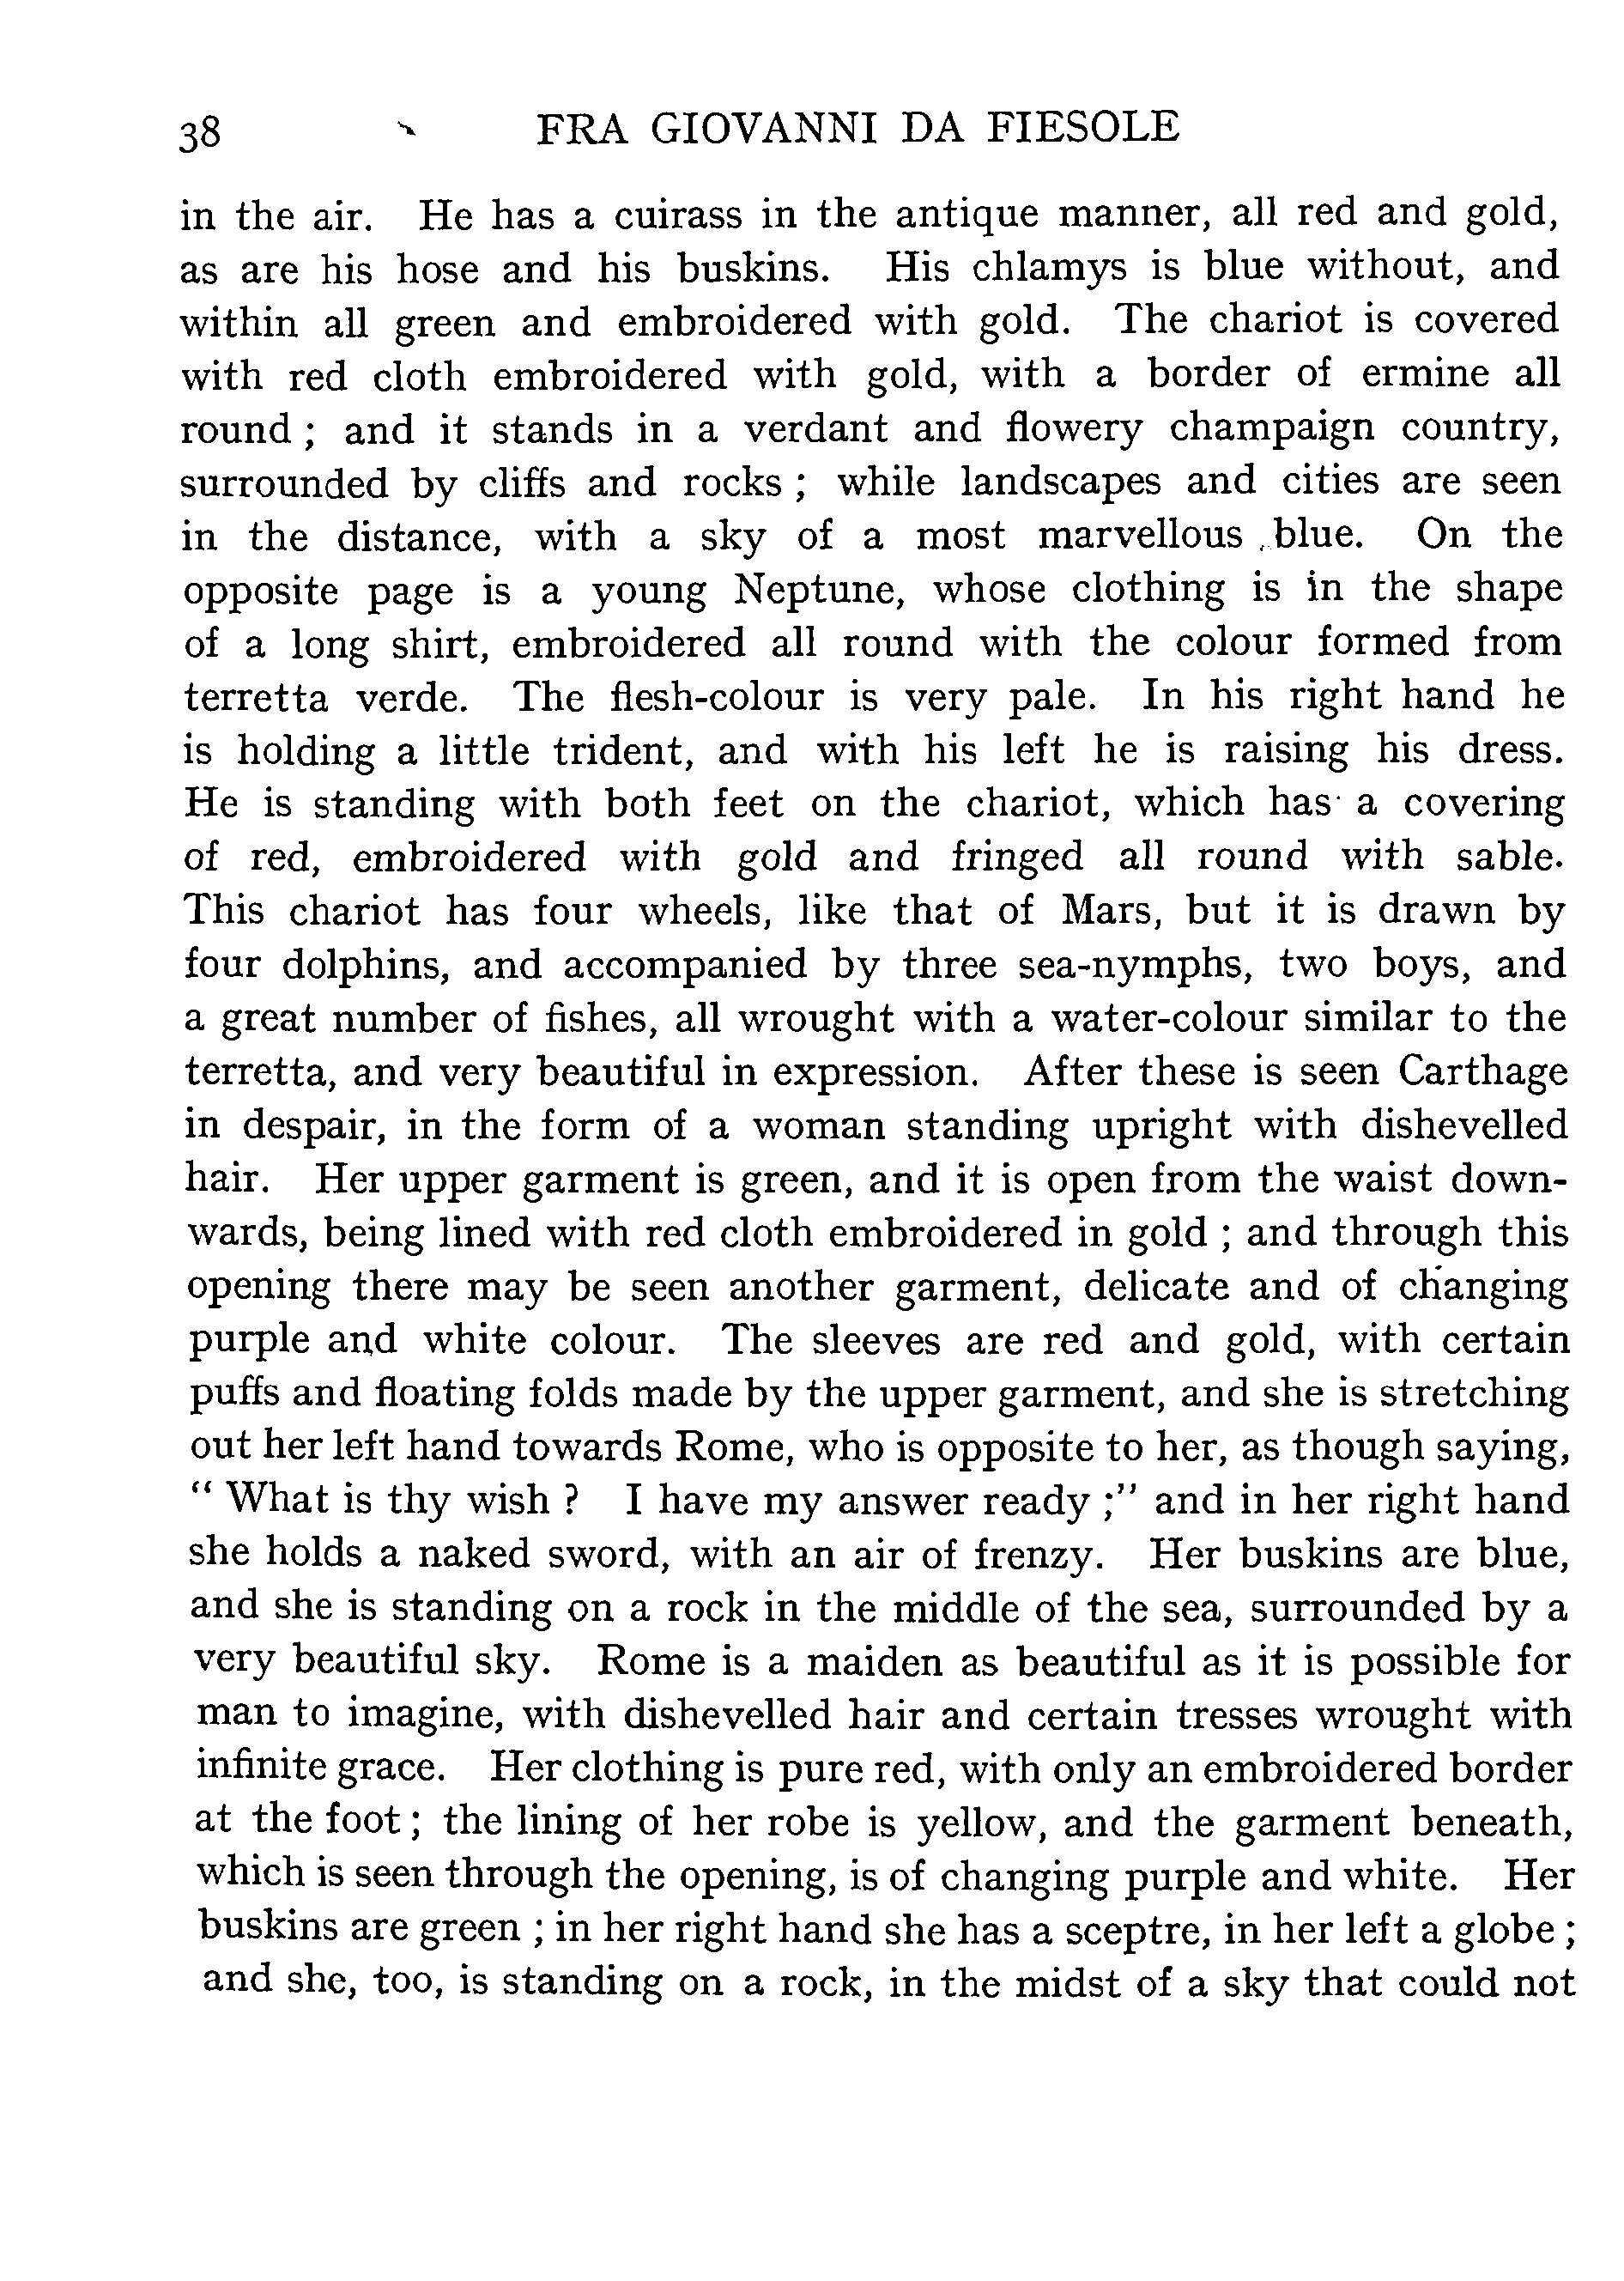 38 FRA GIOVANNI DA FIESOLE
in the air. He has a cuirass in the antique manner, all red and gold,
as are his hose and his buskins. His chlamys is blue without, and
within all green and embroidered with gold. The chariot is covered
with red cloth embroidered with gold, with a border of ermine all
round ; and it stands in a verdant and flowery champaign country,
surrounded by cliffs and rocks ; while landscapes and cities are seen
in the distance, with a sky of a most marvellous blue. On the
opposite page is a young Neptune, whose clothing is in the shape
of a long shirt, embroidered all round with the colour formed from
terretta verde. The flesh-colour is very pale. In his right hand he
is holding a little trident, and with his left he is raising his dress.
He is standing with both feet on the chariot, which has a covering
of red, embroidered with gold and fringed all round with sable.
This chariot has four wheels, like that of Mars, but it is drawn by
four dolphins, and accompanied by three sea-nymphs, two boys, and
a great number of fishes, all wrought with a water-colour similar to the
terretta, and very beautiful in expression. After these is seen Carthage
in despair, in the form of a woman standing upright with dishevelled
hair. Her upper garment is green, and it is open from the waist down-
wards, being lined with red cloth embroidered in gold ; and through this
opening there may be seen another garment, delicate and of changing
purple and white colour. The sleeves are red and gold, with certain
puffs and floating folds made by the upper garment, and she is stretching
out her left hand towards Rome, who is opposite to her, as though saying,
“ What is thy wish ? I have my answer ready ;” and in her right hand
she holds a naked sword, with an air of frenzy. Her buskins are blue,
and she is standing on a rock in the middle of the sea, surrounded by a
very beautiful sky. Rome is a maiden as beautiful as it is possible for
man to imagine, with dishevelled hair and certain tresses wrought with
infinite grace. Her clothing is pure red, with only an embroidered border
at the foot ; the lining of her robe is yellow, and the garment beneath,
which is seen through the opening, is of changing purple and white. Her
buskins are green ; in her right hand she has a sceptre, in her left a globe ;
and she, too, is standing on a rock, in the midst of a sky that could not